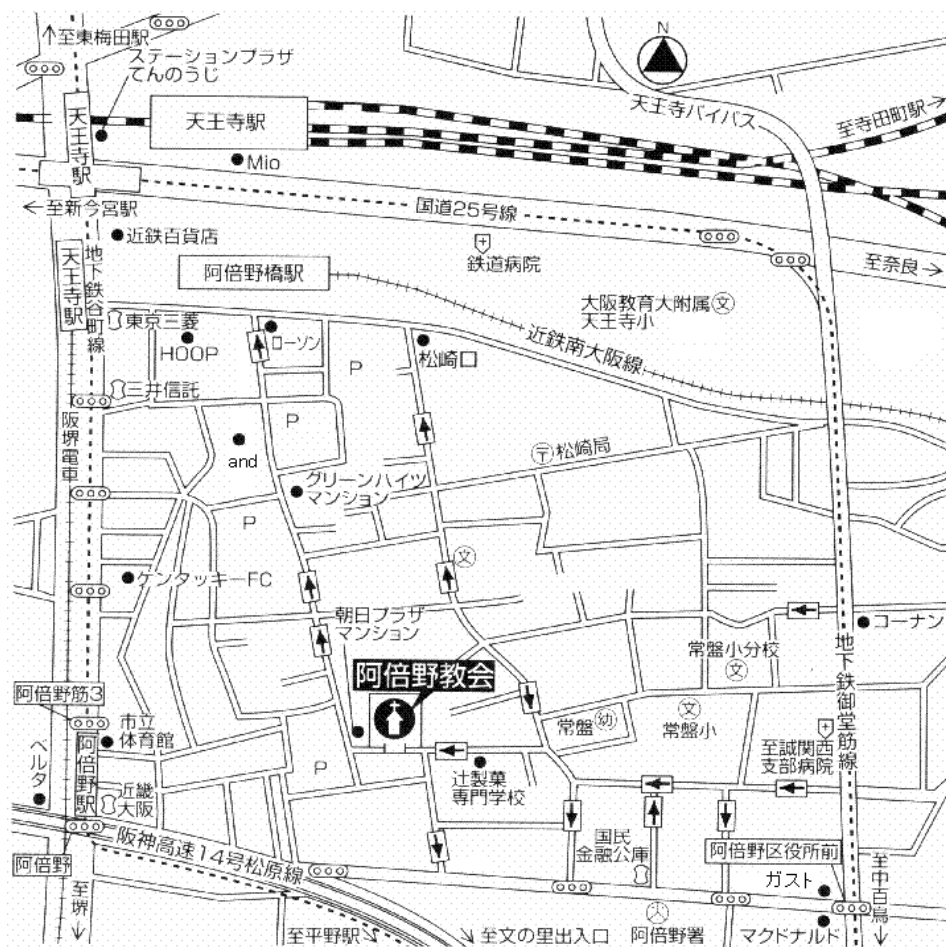 至東梅田駅
ステーションプラザ
てんのうじ
N
天王寺バイパス
至寺田町駅
天王寺駅
天王寺駅
Mio
国道25号線
至新今宮駅
近鉄百貨店
鉄道病院
至奈良
天王寺駅
地下鉄谷町線
阿倍野橋駅
大阪教育大附属
天王寺小
文
東京三菱
HOOP
ローソン
松崎口
近鉄南大阪線
P
三井信託
P
阪堺電車
and
〒松崎局
グリーンハイツ
マンション
P
文
ケンタッキーFC
朝日プラザ
マンション
コーナン
地下鉄御堂筋線
常盤小分校
文
阿倍野教会
阿倍野筋3
市立
体育館
常盤幼
文
常盤小
至誠関西
支部病院
ベルタ
阿倍野駅
P
辻製菓
専門学校
近畿
大阪
阪神高速14号松原線
国民
金融公庫
阿倍野区役所前
阿倍野
ガスト
至堺
至平野駅
至文の里出入口
阿倍野署
マクドナルド
至中百鳥